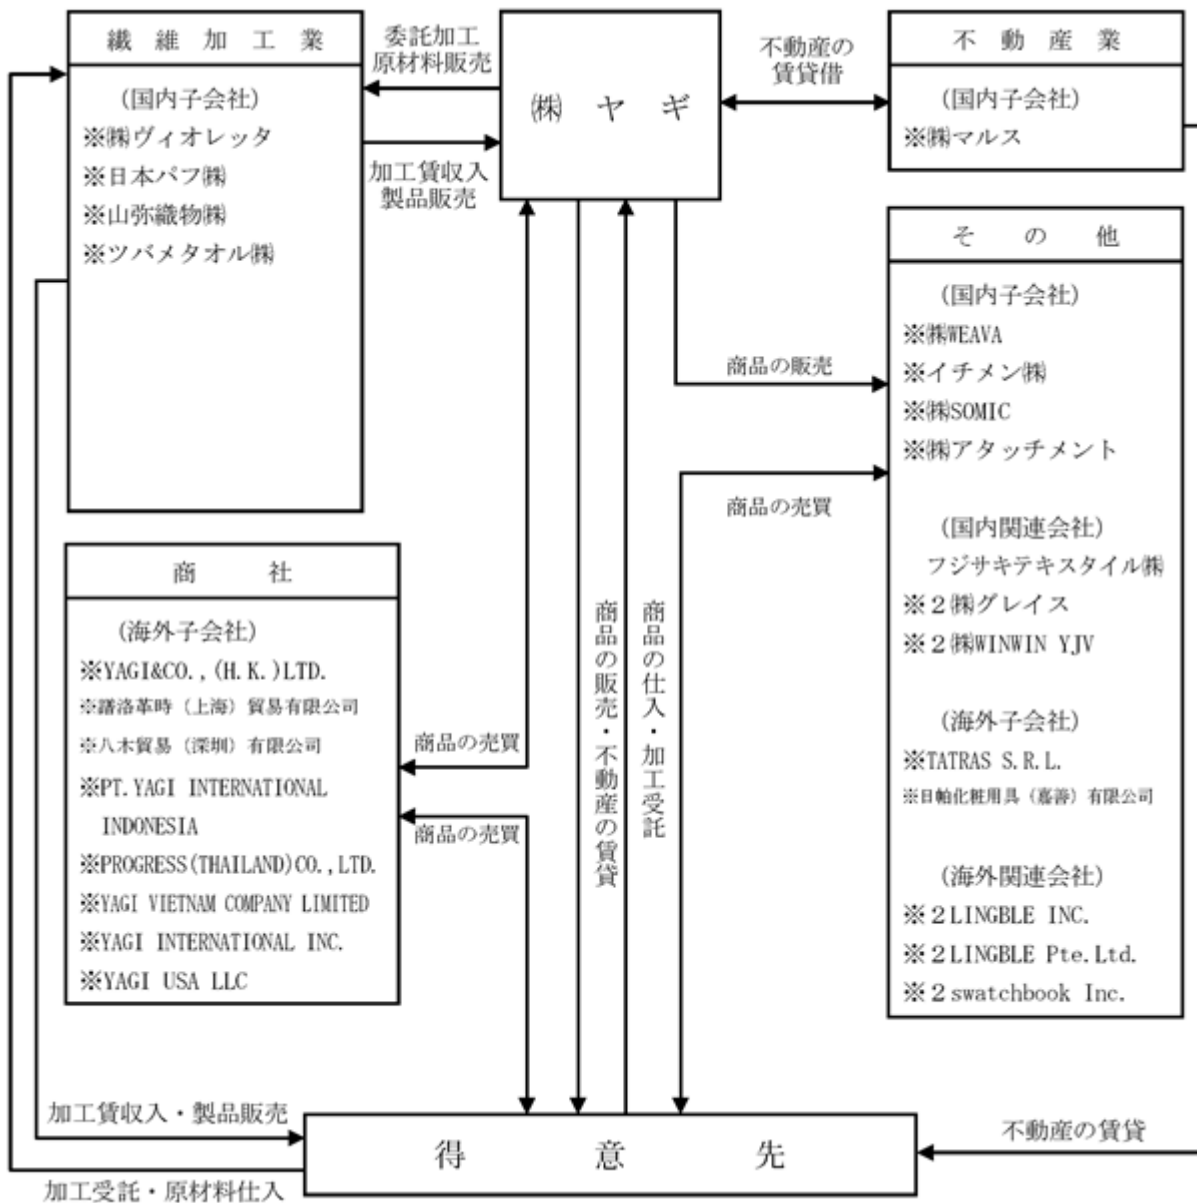 繊維加工業
(国内子会社)
※㈱ヴィオレッタ
※日本パフ㈱
※山弥織物㈱
※ツバメタオル㈱
委託加工
原材料販売
加工賃収入
製品販売
㈱ヤギ
不動産の
賃貸借
不動産業
(国内子会社)
※㈱マルス
その他
(国内子会社)
※㈱WEAVA
※イチメン㈱
※㈱SOMIC
※㈱アタッチメント
(国内関連会社)
フジサキテキスタイル㈱
※2㈱グレイス
※2㈱WINWIN YJV
(海外子会社)
※TATRAS S.R.L.
※日帕化粧用具（嘉善）有限公司
(海外関連会社)
※2LINGBLE INC.
※2LINGBLE Pte.Ltd.
※2swatchbook Inc.
商品の販売
商品の売買
商社
(海外子会社)
※YAGI&CO.,(H.K.)LTD.
※譜洛革時（上海）貿易有限公司
※八木貿易（深圳）有限公司
※PT.YAGI INTERNATIONAL
INDONESIA
※PROGRESS(THAILAND)CO.,LTD.
※YAGI VIETNAM COMPANY LIMITED
※YAGI INTERNATIONAL INC.
※YAGI USA LLC
商品の売買
商品の売買
商品の販売・不動産の賃貸
商品の仕入・加工受託
加工賃収入・製品販売
加工受託・原材料仕入
得意先
不動産の賃貸